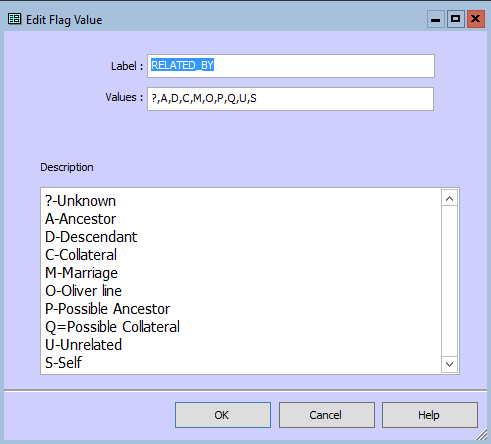 Edit Flag Value
Label : RELATED_BY
Values : ?,A,D,C,M,O,P,Q,U,S
Description
?-Unknown
A-Ancestor
D-Descendant
C-Collateral
M-Marriage
O-Oliver line
P-Possible Ancestor
Q=Possible Collateral
U-Unrelated
S-Self
OK Cancel Help